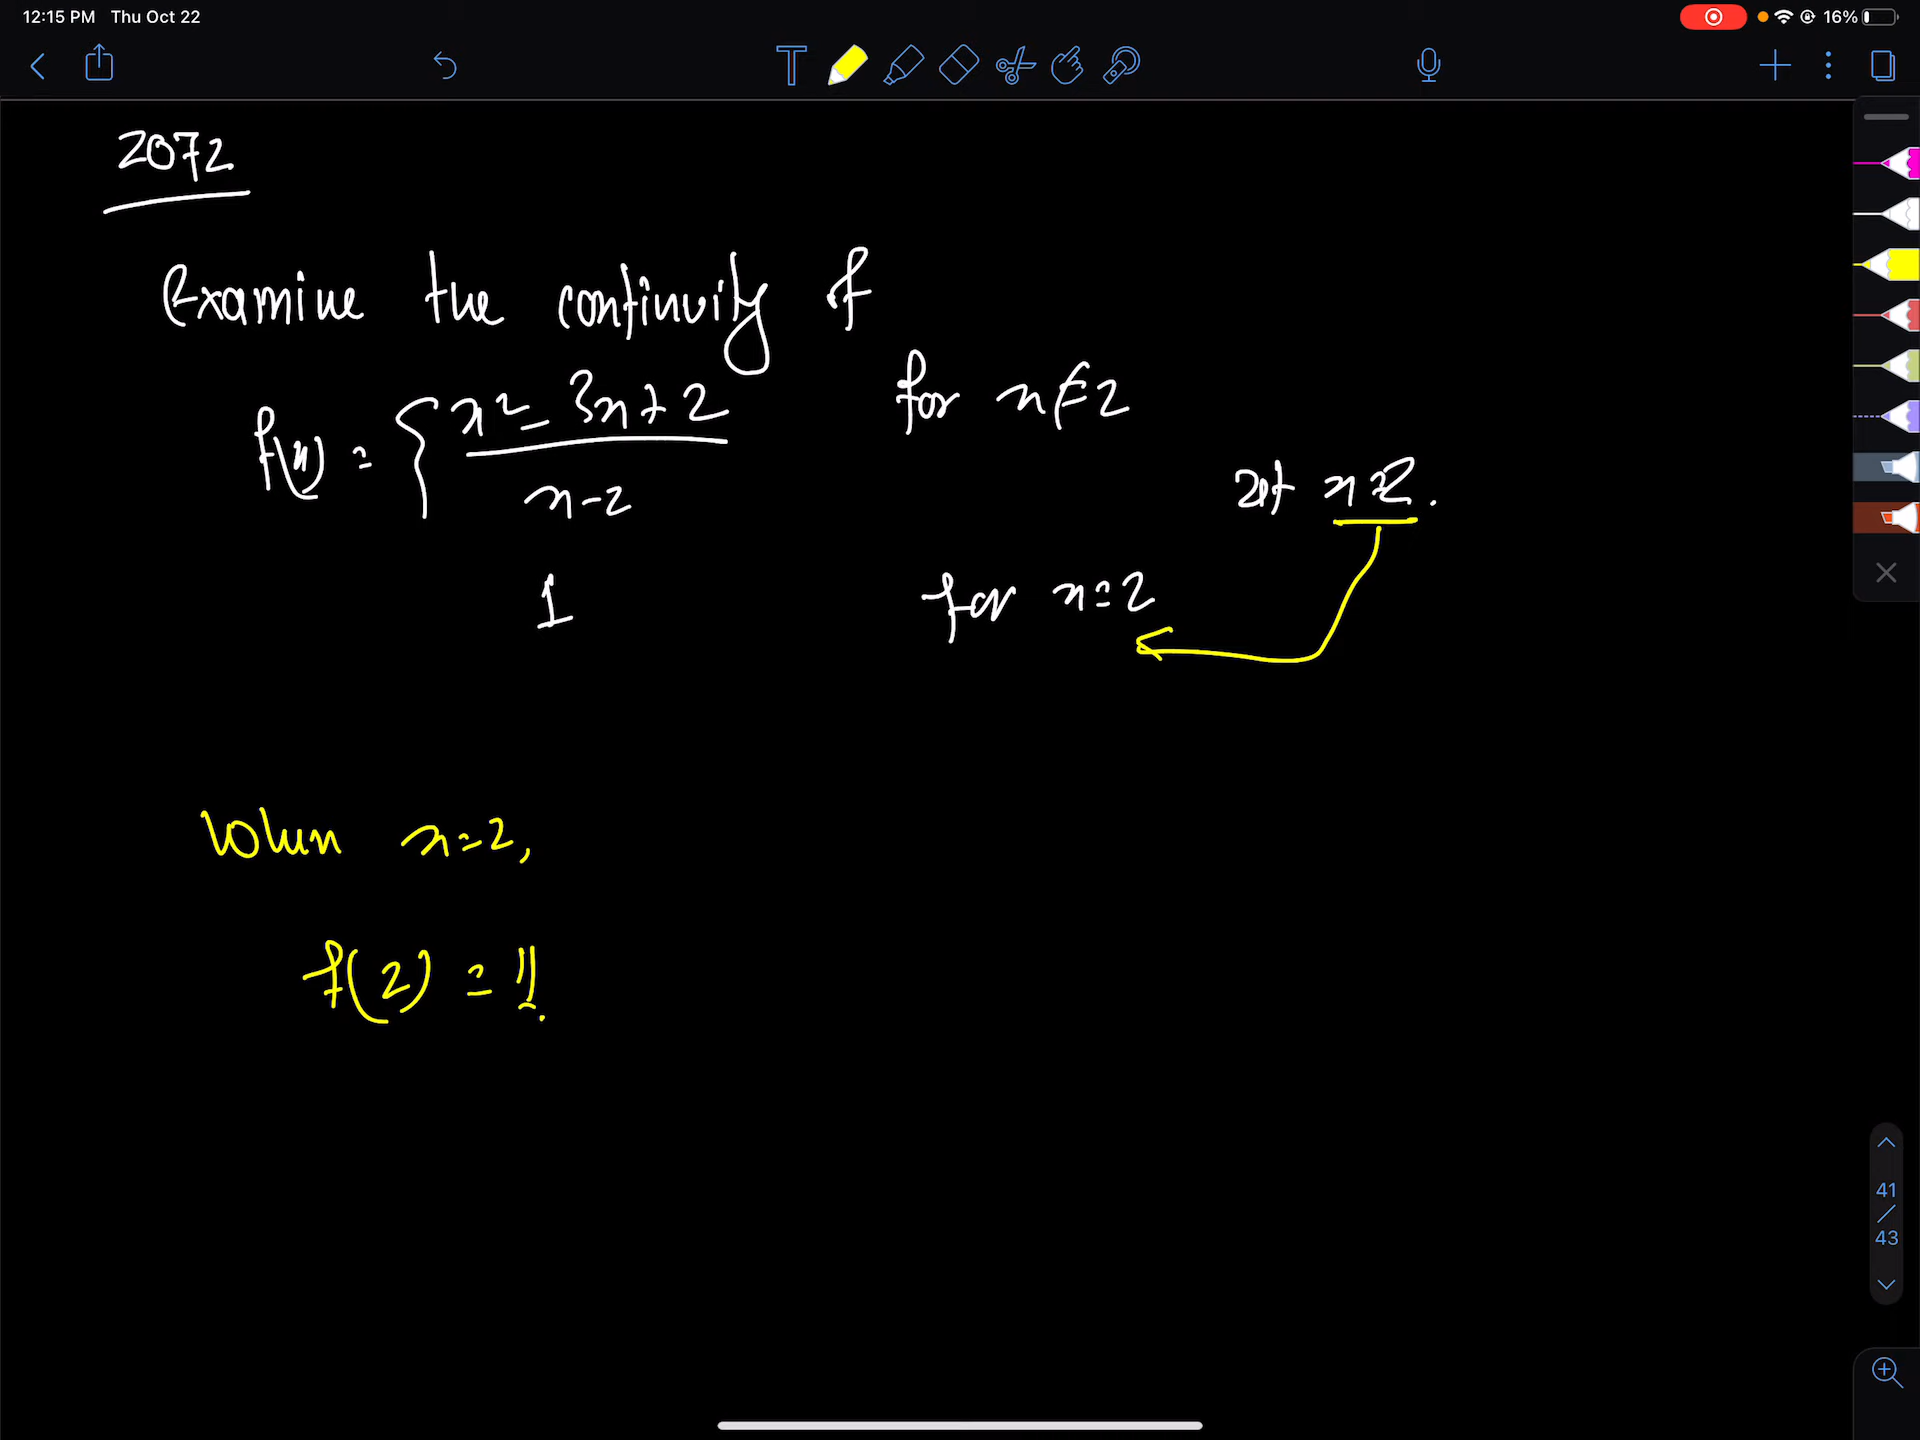 12:15 PM Thu Oct 22
16%
2072
Examine the continuity of
f(x) = { x² - 3x + 2 for x ≠ 2
x - 2
at x=2.
1 for x = 2
When x = 2,
f(2) = 1.
41
/
43